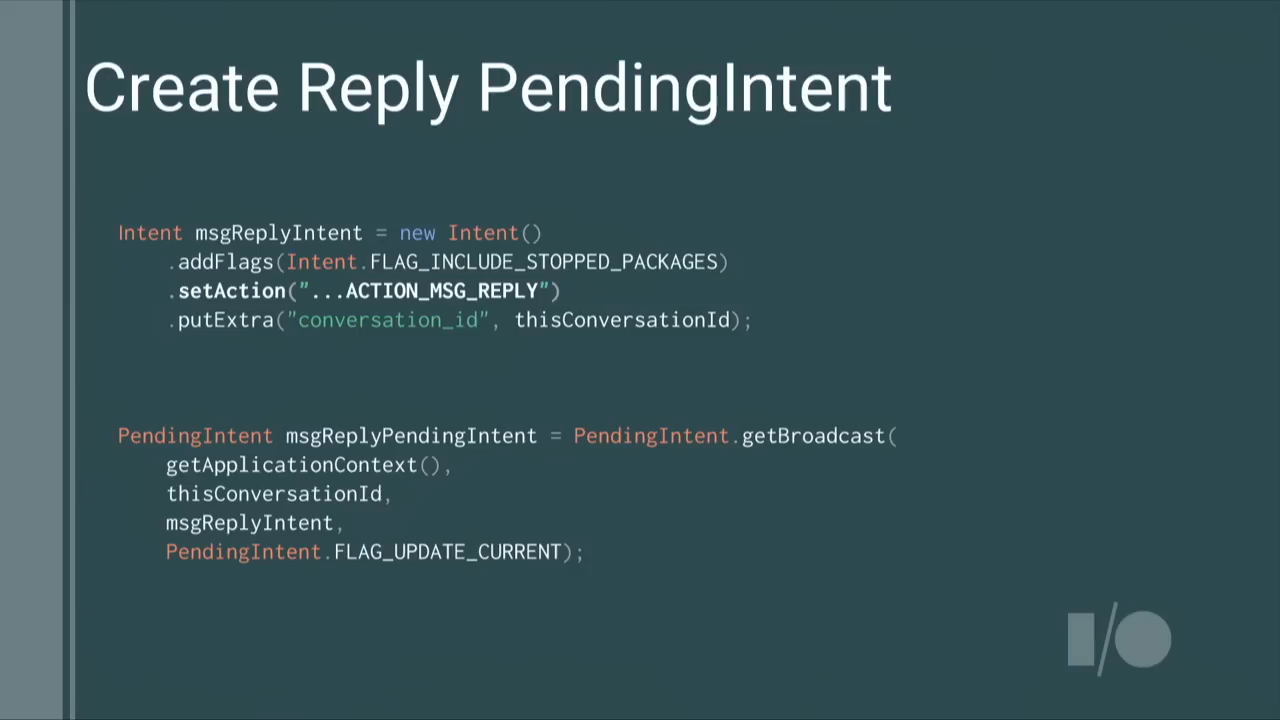 Create Reply PendingIntent
Intent msgReplyIntent = new Intent()
.addFlags(Intent.FLAG_INCLUDE_STOPPED_PACKAGES)
.setAction("...ACTION_MSG_REPLY")
.putExtra("conversation_id", thisConversationId);
PendingIntent msgReplyPendingIntent = PendingIntent.getBroadcast(
getApplicationContext(),
thisConversationId,
msgReplyIntent,
PendingIntent.FLAG_UPDATE_CURRENT);
I/O